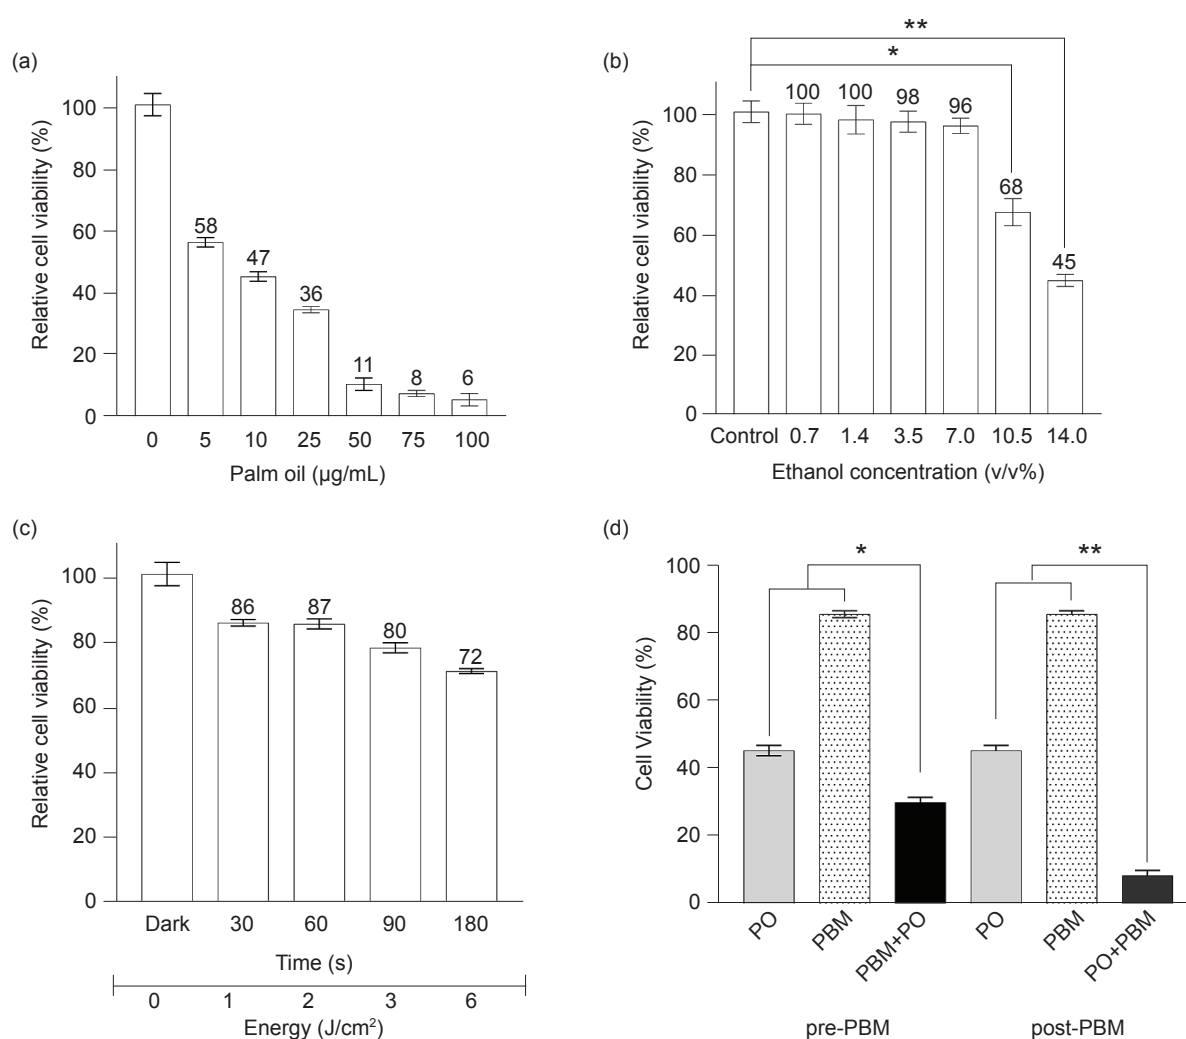 (a)
Relative cell viability (%)
100
80
60
40
20
0
58
47
36
11
8
6
0 5 10 25 50 75 100
Palm oil (µg/mL)
(b)
**
*
Relative cell viability (%)
100
80
60
40
20
0
100 100 98 96
68
45
Control 0.7 1.4 3.5 7.0 10.5 14.0
Ethanol concentration (v/v%)
(c)
Relative cell viability (%)
100
80
60
40
20
0
86 87
80
72
Dark 30 60 90 180
Time (s)
0 1 2 3 6
Energy (J/cm²)
(d)
* **
Cell Viability (%)
100
80
60
40
20
0
PO PBM PBM+PO PO PBM PO+PBM
pre-PBM post-PBM